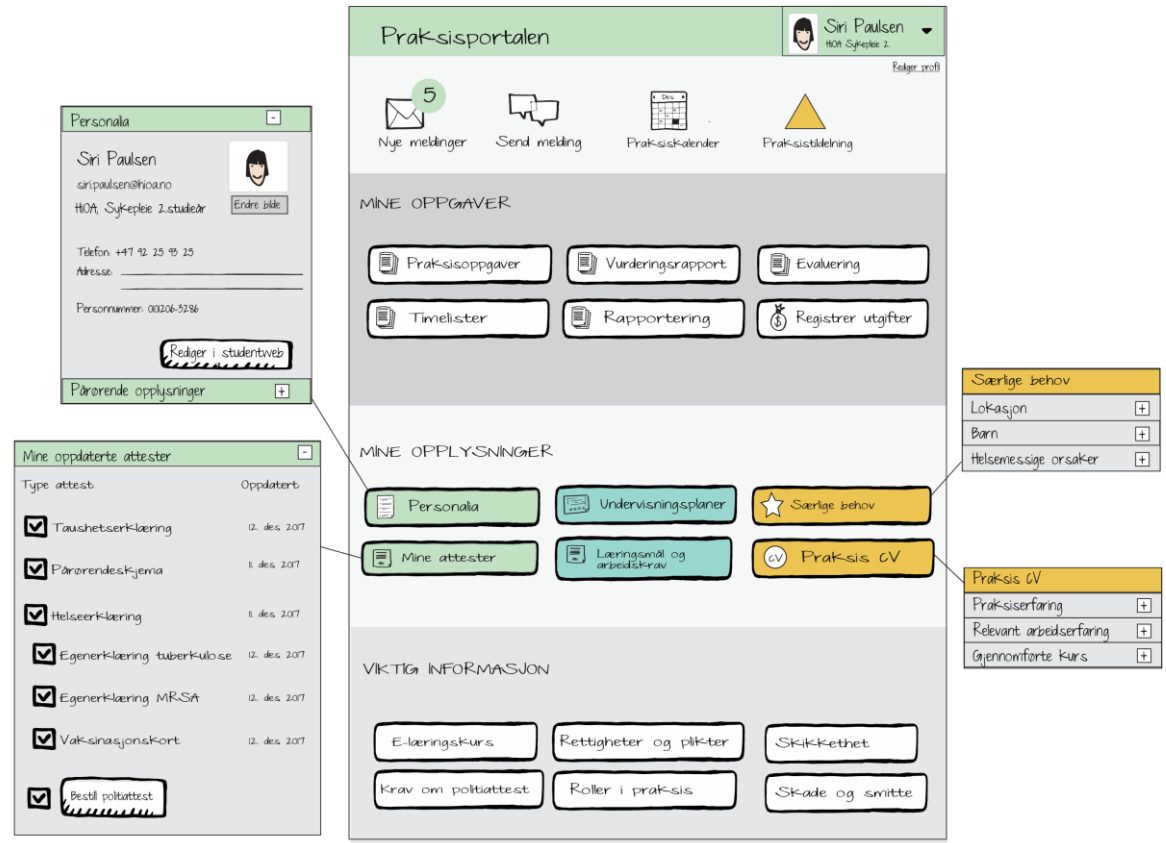 Praksisportalen
Siri Paulsen
HiOA Sykepleie 2.
Rediger profil
5
Des.
Nye meldinger
Send melding
Praksiskalender
Praksistildelning
MINE OPPGAVER
Praksisoppgaver
Vurderingsrapport
Evaluering
Timelister
Rapportering
Registrer utgifter
$
MINE OPPLYSNINGER
Personalia
Undervisningsplaner
Særlige behov
Mine attester
Læringsmål og
arbeidskrav
CV
Praksis CV
VIKTIG INFORMASJON
E-læringskurs
Rettigheter og plikter
Skikkethet
Krav om politiattest
Roller i praksis
Skade og smitte
Personalia
-
Siri Paulsen
siri.paulsen@hioa.no
HiOA, Sykepleie 2.studieår
Endre bilde
Telefon: +47 92 25 93 25
Adresse:
Personnummer: 010206-3286
Rediger i studentweb
Pårørende opplysninger
+
Mine oppdaterte attester
-
Type attest
Oppdatert
Taushetserklæring
12. des. 2017
Pårørendeskjema
11. des. 2017
Helseerklæring
11. des. 2017
Egenerklæring tuberkulose
12. des. 2017
Egenerklæring MRSA
12. des. 2017
Vaksinasjonskort
12. des. 2017
Bestill politiattest
Særlige behov
Lokasjon +
Barn +
Helsemessige orsaker +
Praksis CV
Praksiserfaring +
Relevant arbeidserfaring +
Gjennomførte kurs +